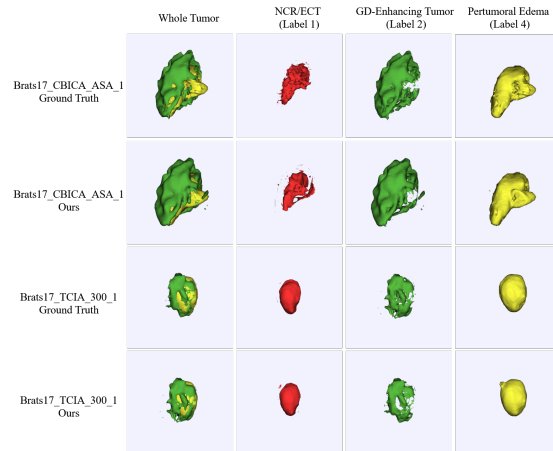 Whole Tumor
NCR/ECT
(Label 1)
GD-Enhancing Tumor
(Label 2)
Pertumoral Edema
(Label 4)
Brats17_CBICA_ASA_1
Ground Truth
Brats17_CBICA_ASA_1
Ours
Brats17_TCIA_300_1
Ground Truth
Brats17_TCIA_300_1
Ours